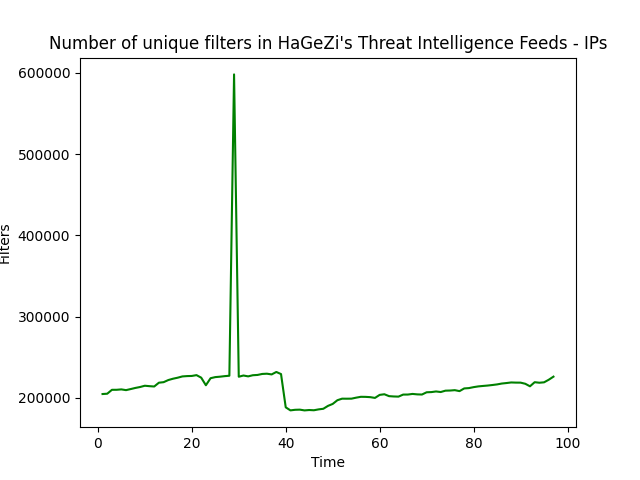 Number of unique filters in HaGeZi's Threat Intelligence Feeds - IPs
600000
500000
400000
300000
200000
Filters
0 20 40 60 80 100
Time